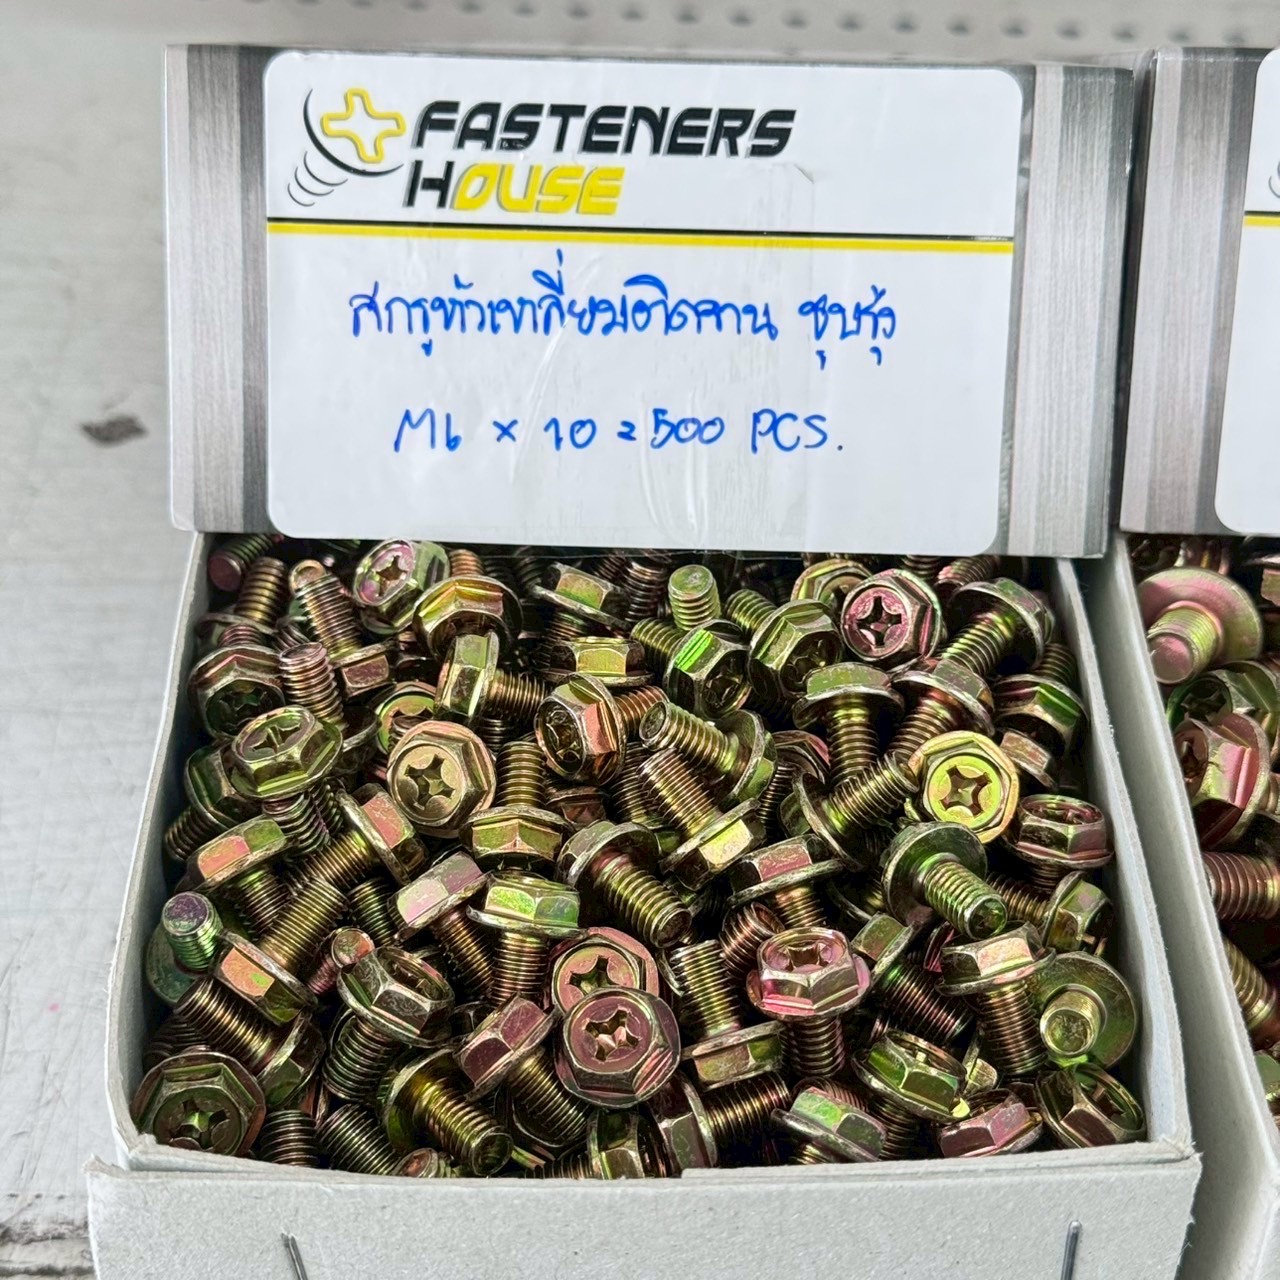 FASTENERS
HOUSE
สกรูหัวเหลี่ยมติดจาน ชุบรุ้ง
M6 × 10 = 500 PCS.